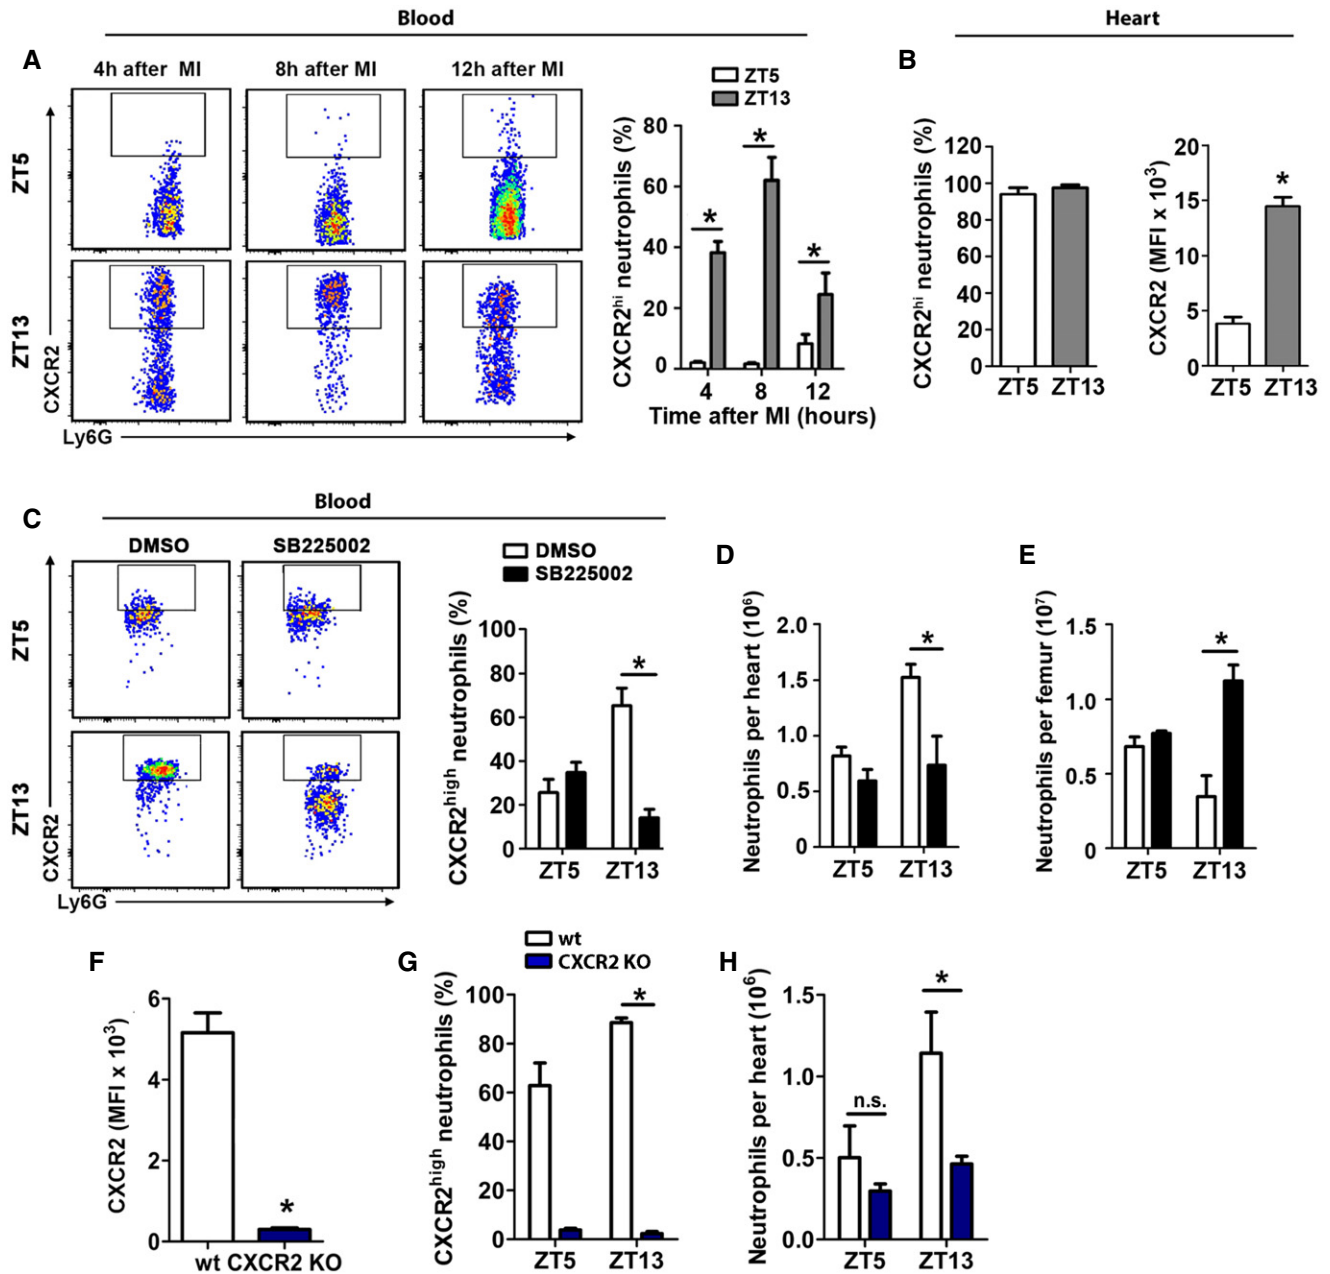 Blood
Heart
A
4h after MI
8h after MI
12h after MI
ZT5
ZT13
CXCR2
Ly6G
ZT5
ZT13
CXCR2hi neutrophils (%)
80
60
40
20
0
*
*
*
4
8
12
Time after MI (hours)
B
CXCR2hi neutrophils (%)
120
100
80
60
40
20
0
ZT5
ZT13
CXCR2 (MFI x 10³)
20
15
10
5
0
*
ZT5
ZT13
C
Blood
DMSO
SB225002
ZT5
ZT13
CXCR2
Ly6G
DMSO
SB225002
CXCR2high neutrophils (%)
100
80
60
40
20
0
*
ZT5
ZT13
D
Neutrophils per heart (10⁶)
2.0
1.5
1.0
0.5
0
*
ZT5
ZT13
E
Neutrophils per femur (10⁷)
1.5
1.0
0.5
0
*
ZT5
ZT13
F
CXCR2 (MFI x 10³)
6
4
2
0
*
wt CXCR2 KO
G
wt
CXCR2 KO
CXCR2high neutrophils (%)
100
80
60
40
20
0
*
ZT5
ZT13
H
Neutrophils per heart (10⁶)
1.5
1.0
0.5
0.0
n.s.
*
ZT5
ZT13